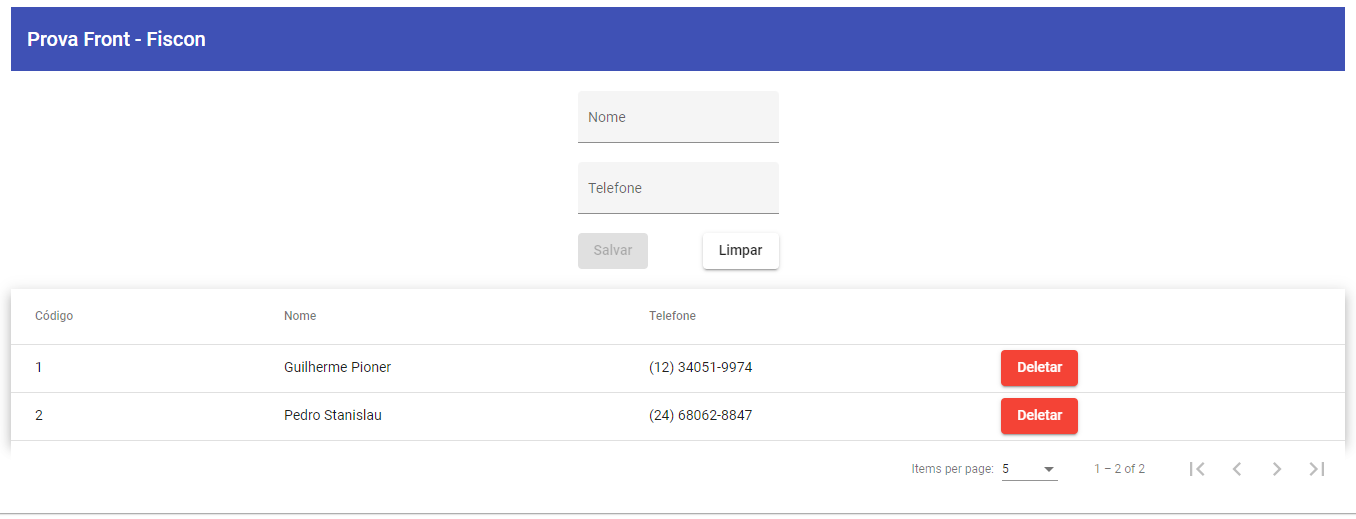 Prova Front - Fiscon
Nome
Telefone
Salvar Limpar
Código Nome Telefone
1 Guilherme Pioner (12) 34051-9974 Deletar
2 Pedro Stanislau (24) 68062-8847 Deletar
Items per page: 5 1 – 2 of 2